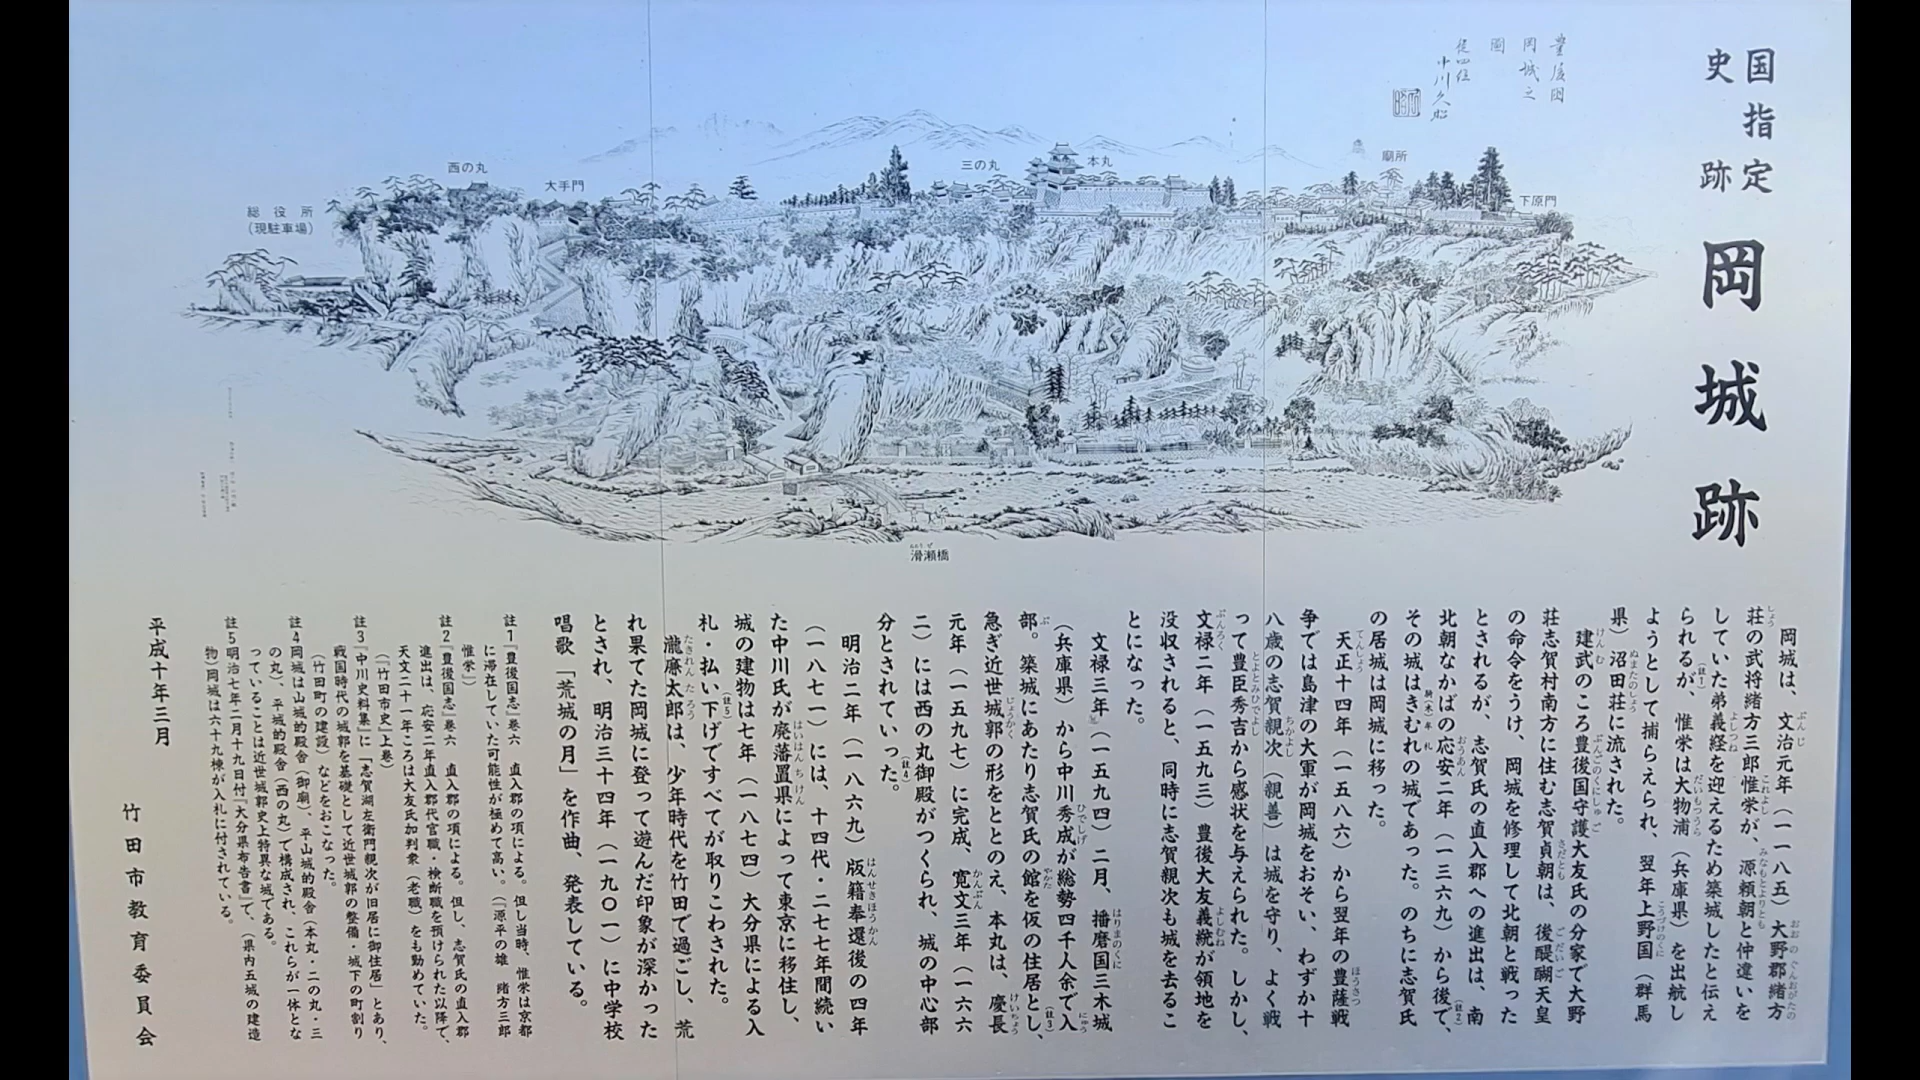 国指定
史跡
岡城跡
豊後国
岡城之
図
従四位
中川久昭
総役所
(現駐車場)
西の丸
大手門
三の丸
本丸
廟所
下原門
滑瀬橋
岡城は、文治元年(一一八五)大野郡緒方
荘の武将緒方三郎惟栄が、源頼朝と仲違いを
していた弟義経を迎えるため築城したと伝え
られるが、(註1)惟栄は大物浦(兵庫県)を出航し
ようとして捕らえられ、翌年上野国(群馬
県)沼田荘に流された。
建武のころ豊後国守護大友氏の分家で大野
荘志賀村南方に住む志賀貞朝は、後醍醐天皇
の命令をうけ、岡城を修理して北朝と戦った
とされるが、志賀氏の直入郡への進出は、南
北朝なかばの応安二年(一三六九)から後で、(註2)
その城はきむれの城であった。のちに志賀氏
の居城は岡城に移った。
天正十四年(一五八六)から翌年の豊薩戦
争では島津の大軍が岡城をおそい、わずか十
八歳の志賀親次(親善)は城を守り、よく戦
って豊臣秀吉から感状を与えられた。しかし、
文禄二年(一五九三)豊後大友義統が領地を
没収されると、同時に志賀親次も城を去るこ
とになった。
文禄三年(一五九四)二月、播磨国三木城
(兵庫県)から中川秀成が総勢四千人余で入
部。築城にあたり志賀氏の館を仮の住居とし、(註3)
急ぎ近世城郭の形をととのえ、本丸は、慶長
元年(一五九七)に完成、寛文三年(一六六
二)には西の丸御殿がつくられ、城の中心部
分とされていった。(註4)
明治二年(一八六九)版籍奉還後の四年
(一八七一)には、十四代・二七七年間続い
た中川氏が廃藩置県によって東京に移住し、
城の建物は七年(一八七四)大分県による入
札・払い下げですべてが取りこわされた。(註5)
瀧廉太郎は、少年時代を竹田で過ごし、荒
れ果てた岡城に登って遊んだ印象が深かった
とされ、明治三十四年(一九〇一)に中学校
唱歌「荒城の月」を作曲、発表している。
註1『豊後国志』巻六 直入郡の項による。但し当時、惟栄は京都
に滞在していた可能性が極めて高い。(『源平の雄 緒方三郎
惟栄』)
註2『豊後国志』巻六 直入郡の項による。但し、志賀氏の直入郡
進出は、応安二年直入郡代官職・検断職を預けられた以降で、
天文二十一年ころは大友氏加判衆(老職)をも勤めていた。
(『竹田市史』上巻)
註3『中川史料集』に「志賀湖左衛門親次が旧居に御住居」とあり、
戦国時代の城郭を基礎として近世城郭の整備・城下の町割り
(竹田町の建設)などをおこなった。
註4岡城は山城的殿舎(御廟)、平山城的殿舎(本丸・二の丸・三
の丸)、平城的殿舎(西の丸)で構成され、これらが一体とな
っていることは近世城郭史上特異な城である。
註5明治七年二月十九日付『大分県布告書』で、(県内五城の建造
物)岡城は六十九棟が入札に付されている。
平成十年三月
竹田市教育委員会